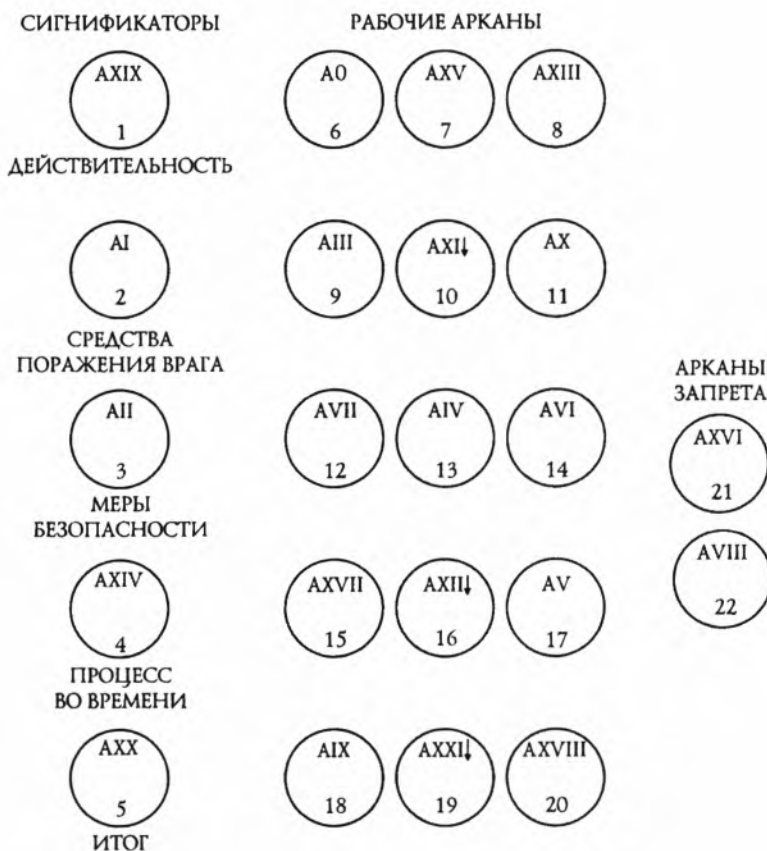 СИГНИФИКАТОРЫ РАБОЧИЕ АРКАНЫ
AXIX A0 AXV AXIII
1 6 7 8
ДЕЙСТВИТЕЛЬНОСТЬ
AI AIII AXI↓ AX
2 9 10 11
СРЕДСТВА
ПОРАЖЕНИЯ ВРАГА
АРКАНЫ
ЗАПРЕТА
AII AVII AIV AVI
3 12 13 14
AXVI
21
МЕРЫ
БЕЗОПАСНОСТИ
AVIII
22
AXIV AXVII AXII↓ AV
4 15 16 17
ПРОЦЕСС
ВО ВРЕМЕНИ
AXX AIX AXXI↓ AXVIII
5 18 19 20
ИТОГ